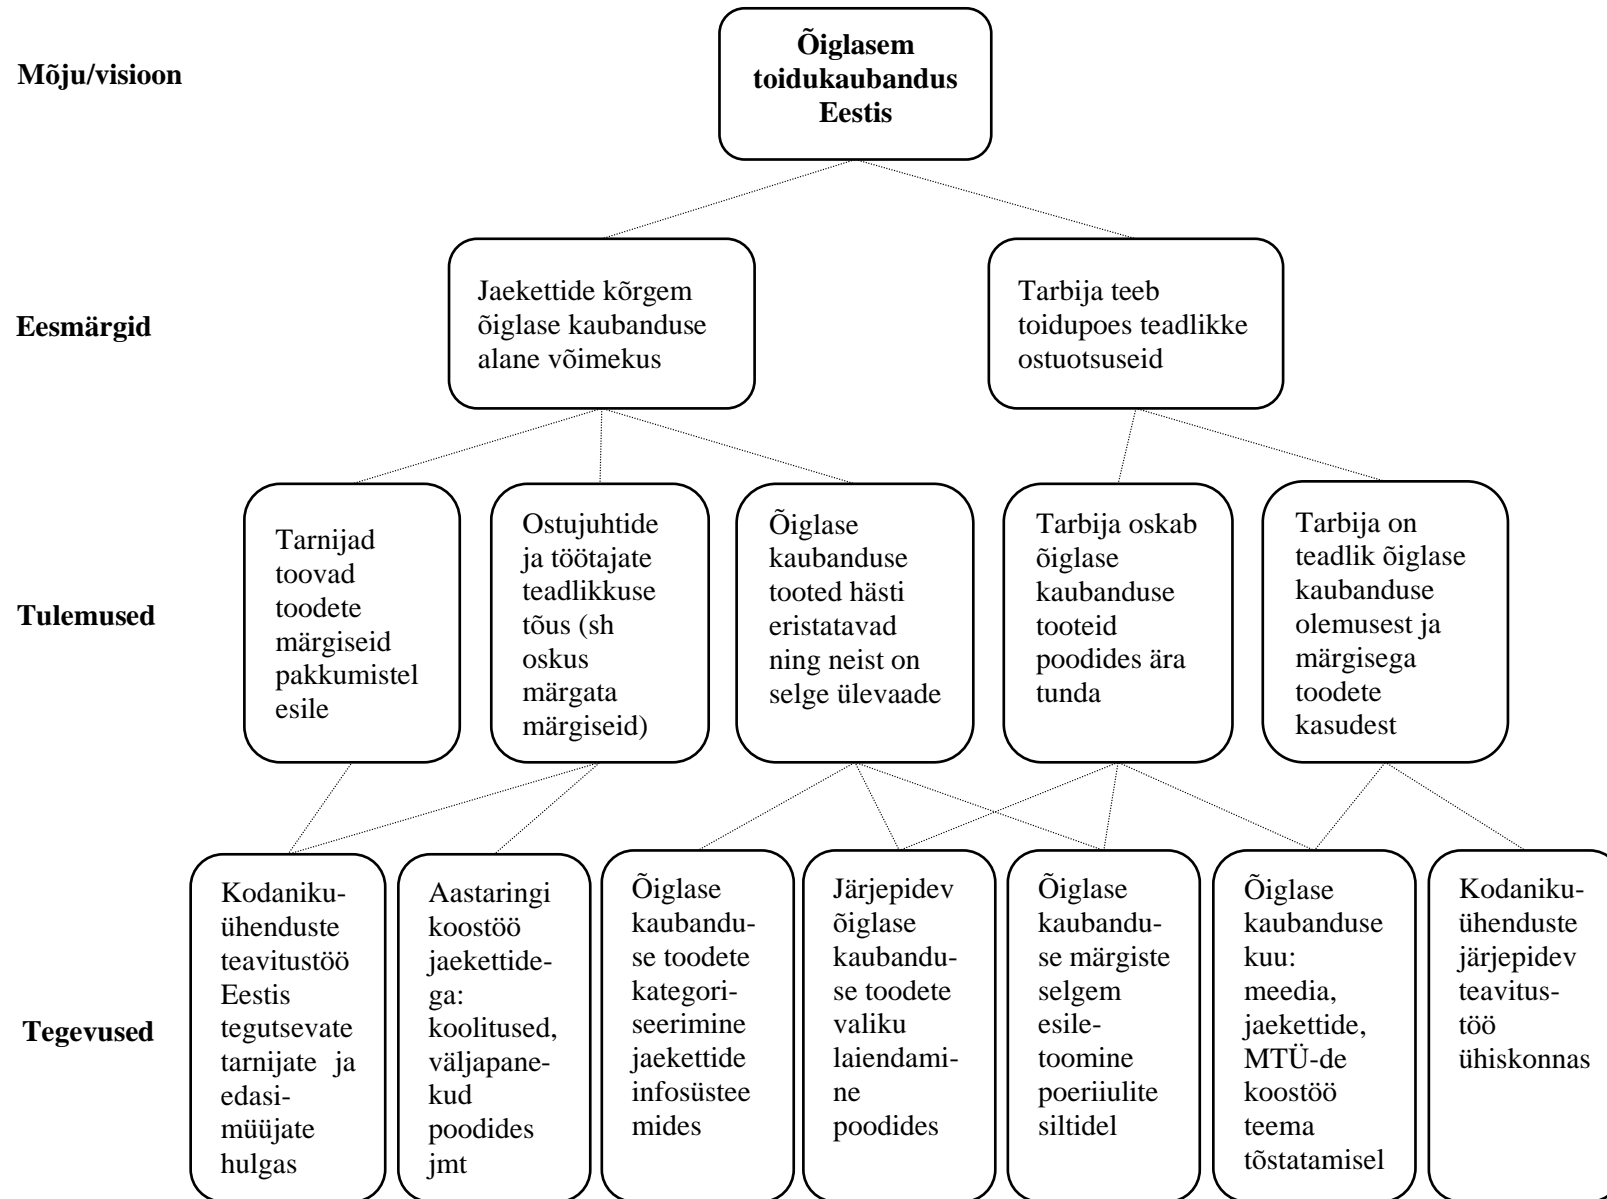 Mõju/visioon
Õiglasem
toidukaubandus
Eestis
Eesmärgid
Jaekettide kõrgem
õiglase kaubanduse
alane võimekus
Tarbija teeb
toidupoes teadlikke
ostuotsuseid
Tulemused
Tarnijad
toovad
toodete
märgiseid
pakkumistel
esile
Ostujuhtide
ja töötajate
teadlikkuse
tõus (sh
oskus
märgata
märgiseid)
Õiglase
kaubanduse
tooted hästi
eristatavad
ning neist on
selge ülevaade
Tarbija oskab
õiglase
kaubanduse
tooteid
poodides ära
tunda
Tarbija on
teadlik õiglase
kaubanduse
olemusest ja
märgisega
toodete
kasudest
Tegevused
Kodaniku-
ühenduste
teavitustöö
Eestis
tegutsevate
tarnijate ja
edasi-
müüjate
hulgas
Aastaringi
koostöö
jaekettide-
ga:
koolitused,
väljapane-
kud
poodides
jmt
Õiglase
kaubandu-
se toodete
kategori-
seerimine
jaekettide
infosüstee
mides
Järjepidev
õiglase
kaubandu-
se toodete
valiku
laiendami-
ne
poodides
Õiglase
kaubandu-
se märgiste
selgem
esile-
toomine
poeriiulite
siltidel
Õiglase
kaubanduse
kuu:
meedia,
jaekettide,
MTÜ-de
koostöö
teema
tõstatamisel
Kodaniku-
ühenduste
järjepidev
teavitus-
töö
ühiskonnas